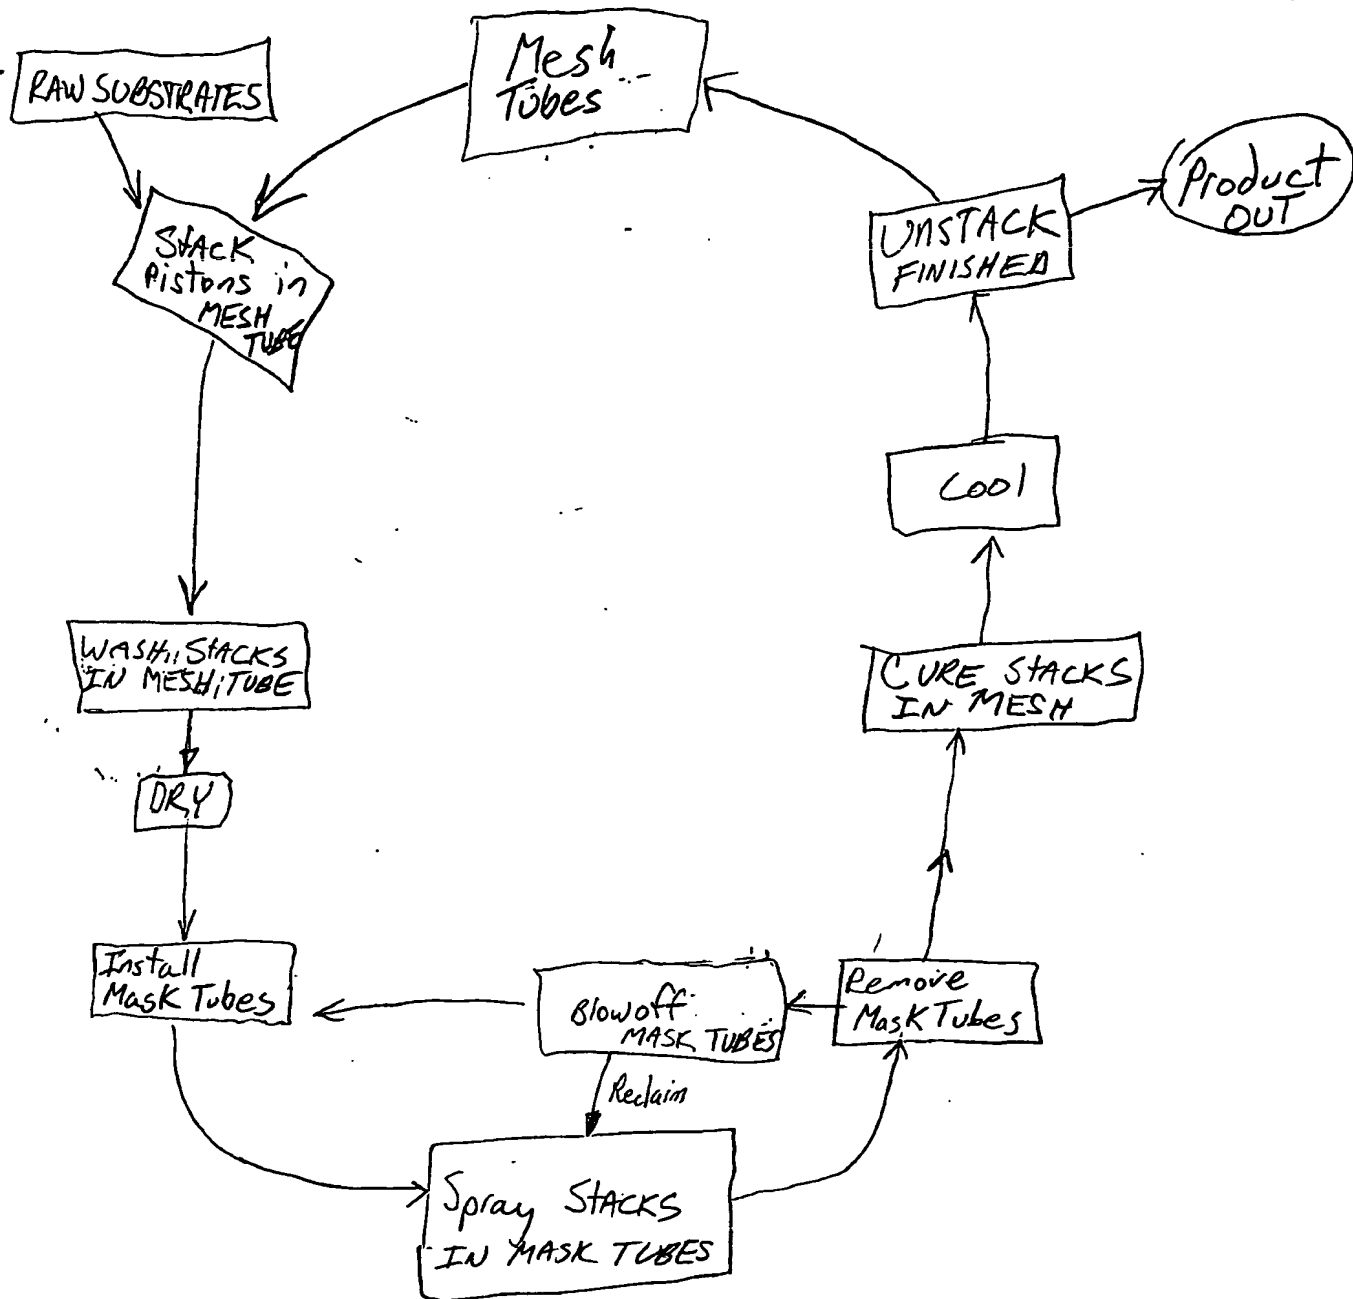 RAW SUBSTRATES
Mesh
Tubes
Product
OUT
UNSTACK
FINISHED
Stack
Pistons in
MESH
TUBE
Cool
WASH STACKS
IN MESH TUBE
CURE STACKS
IN MESH
DRY
Install
Mask Tubes
Blowoff
MASK TUBES
Remove
Mask Tubes
Reclaim
Spray STACKS
IN MASK TUBES